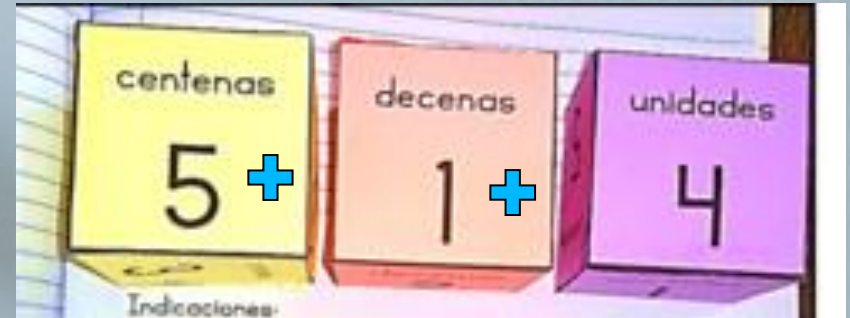 centenas decenas unidades
5 + 1 + 4
Indicaciones: